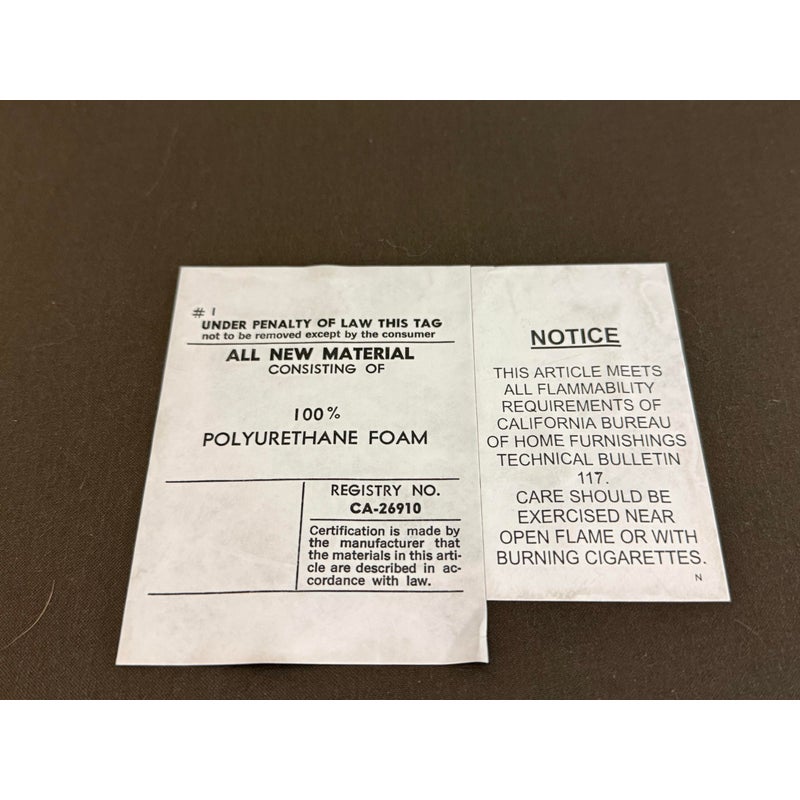 # 1
UNDER PENALTY OF LAW THIS TAG
not to be removed except by the consumer
ALL NEW MATERIAL
CONSISTING OF
100%
POLYURETHANE FOAM
REGISTRY NO.
CA-26910
Certification is made by
the manufacturer that
the materials in this arti-
cle are described in ac-
cordance with law.
NOTICE
THIS ARTICLE MEETS
ALL FLAMMABILITY
REQUIREMENTS OF
CALIFORNIA BUREAU
OF HOME FURNISHINGS
TECHNICAL BULLETIN
117.
CARE SHOULD BE
EXERCISED NEAR
OPEN FLAME OR WITH
BURNING CIGARETTES.
N